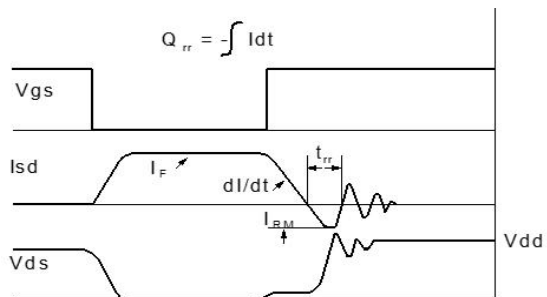 Q rr = -∫ Idt
Vgs
Isd
I F
t rr
dI/dt
I RM
Vdd
Vds